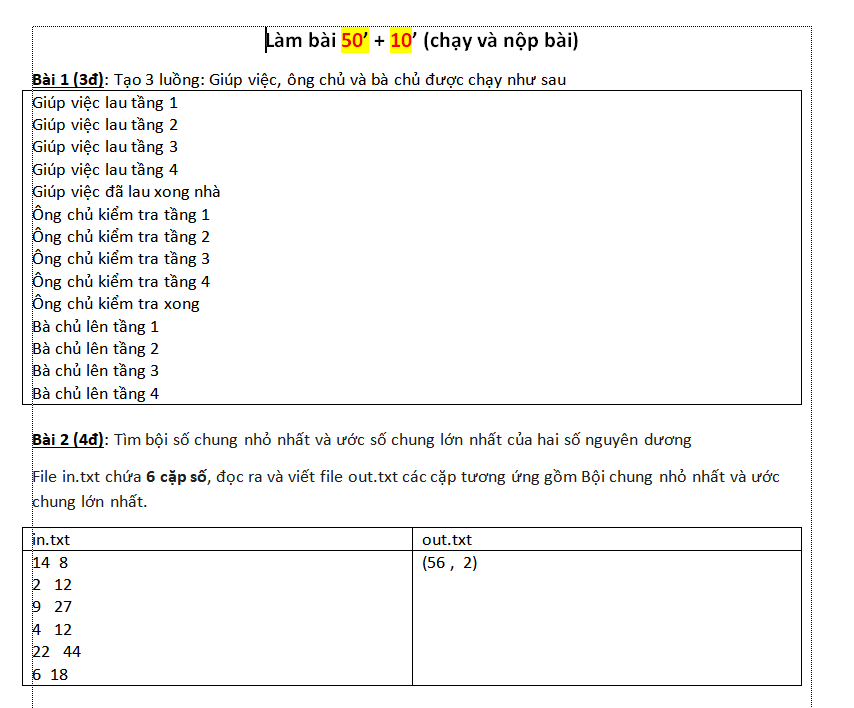 Làm bài 50’ + 10’ (chạy và nộp bài)
Bài 1 (3đ): Tạo 3 luồng: Giúp việc, ông chủ và bà chủ được chạy như sau
Giúp việc lau tầng 1
Giúp việc lau tầng 2
Giúp việc lau tầng 3
Giúp việc lau tầng 4
Giúp việc đã lau xong nhà
Ông chủ kiểm tra tầng 1
Ông chủ kiểm tra tầng 2
Ông chủ kiểm tra tầng 3
Ông chủ kiểm tra tầng 4
Ông chủ kiểm tra xong
Bà chủ lên tầng 1
Bà chủ lên tầng 2
Bà chủ lên tầng 3
Bà chủ lên tầng 4
Bài 2 (4đ): Tìm bội số chung nhỏ nhất và ước số chung lớn nhất của hai số nguyên dương
File in.txt chứa 6 cặp số, đọc ra và viết file out.txt các cặp tương ứng gồm Bội chung nhỏ nhất và ước
chung lớn nhất.
in.txt out.txt
14 8 (56 , 2)
2 12
9 27
4 12
22 44
6 18